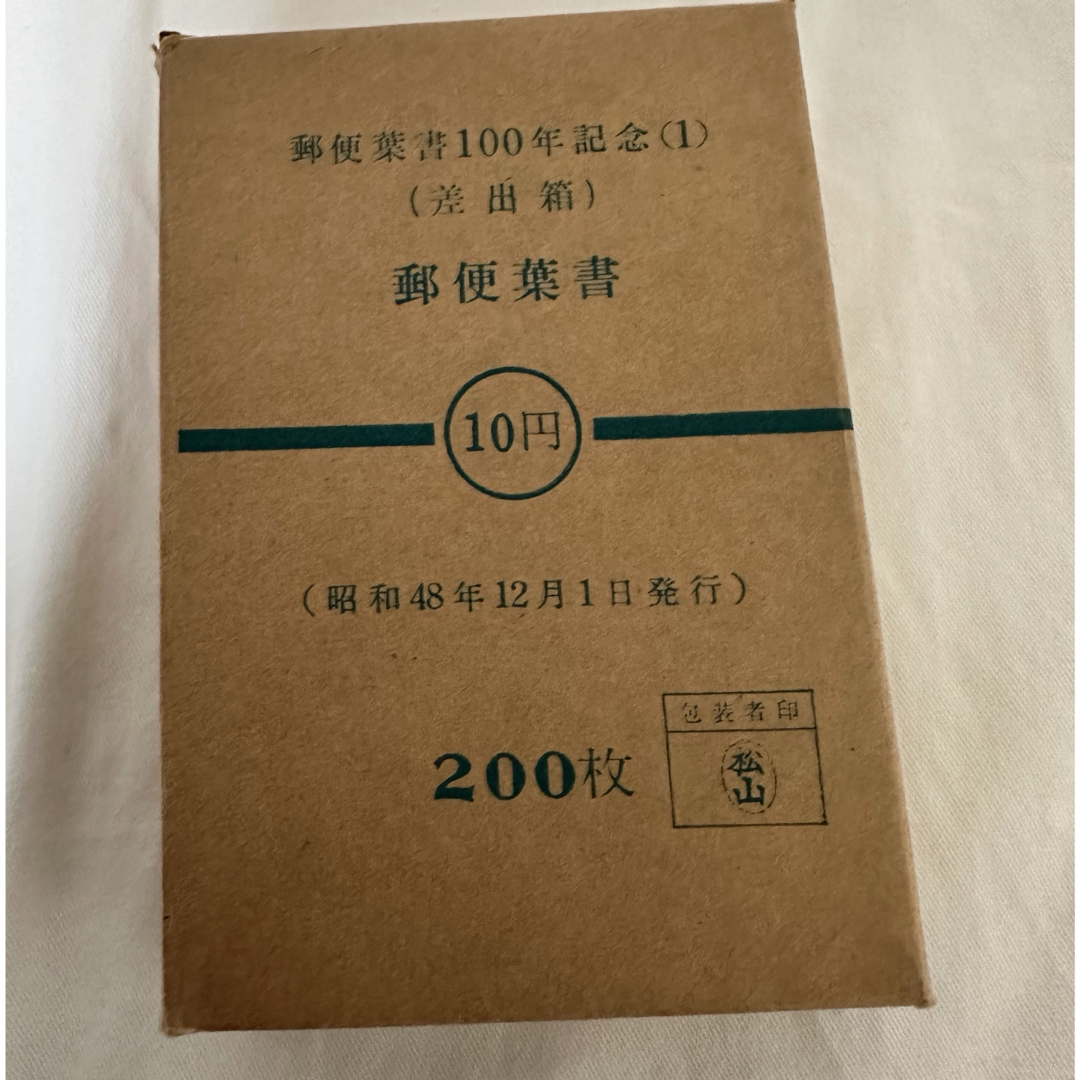 郵便葉書100年記念(1)
(差出箱)
郵便葉書
10円
(昭和48年12月1日発行)
200枚
包装者印
松山